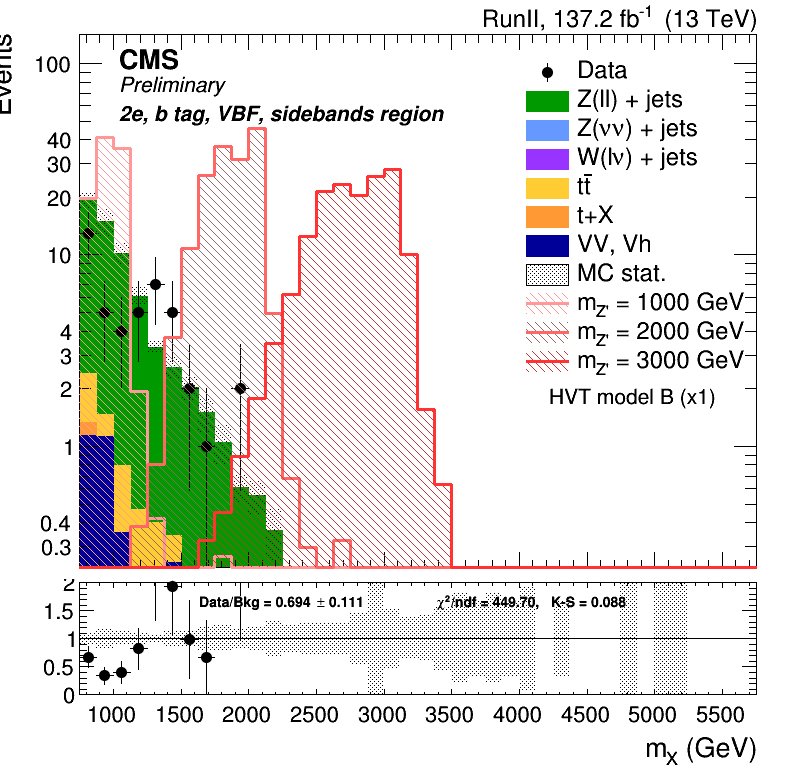 RunII, 137.2 fb⁻¹ (13 TeV)
Events
CMS
Preliminary
2e, b tag, VBF, sidebands region
Data
Z(ll) + jets
Z(νν) + jets
W(lν) + jets
tt̄
t+X
VV, Vh
MC stat.
m_Z' = 1000 GeV
m_Z' = 2000 GeV
m_Z' = 3000 GeV
HVT model B (x1)
100
40
30
20
10
4
3
2
1
0.4
0.3
Data/Bkg = 0.694 ± 0.111
χ²/ndf = 449.70, K-S = 0.088
2
1.5
1
0.5
0
1000 1500 2000 2500 3000 3500 4000 4500 5000 5500
m_X (GeV)